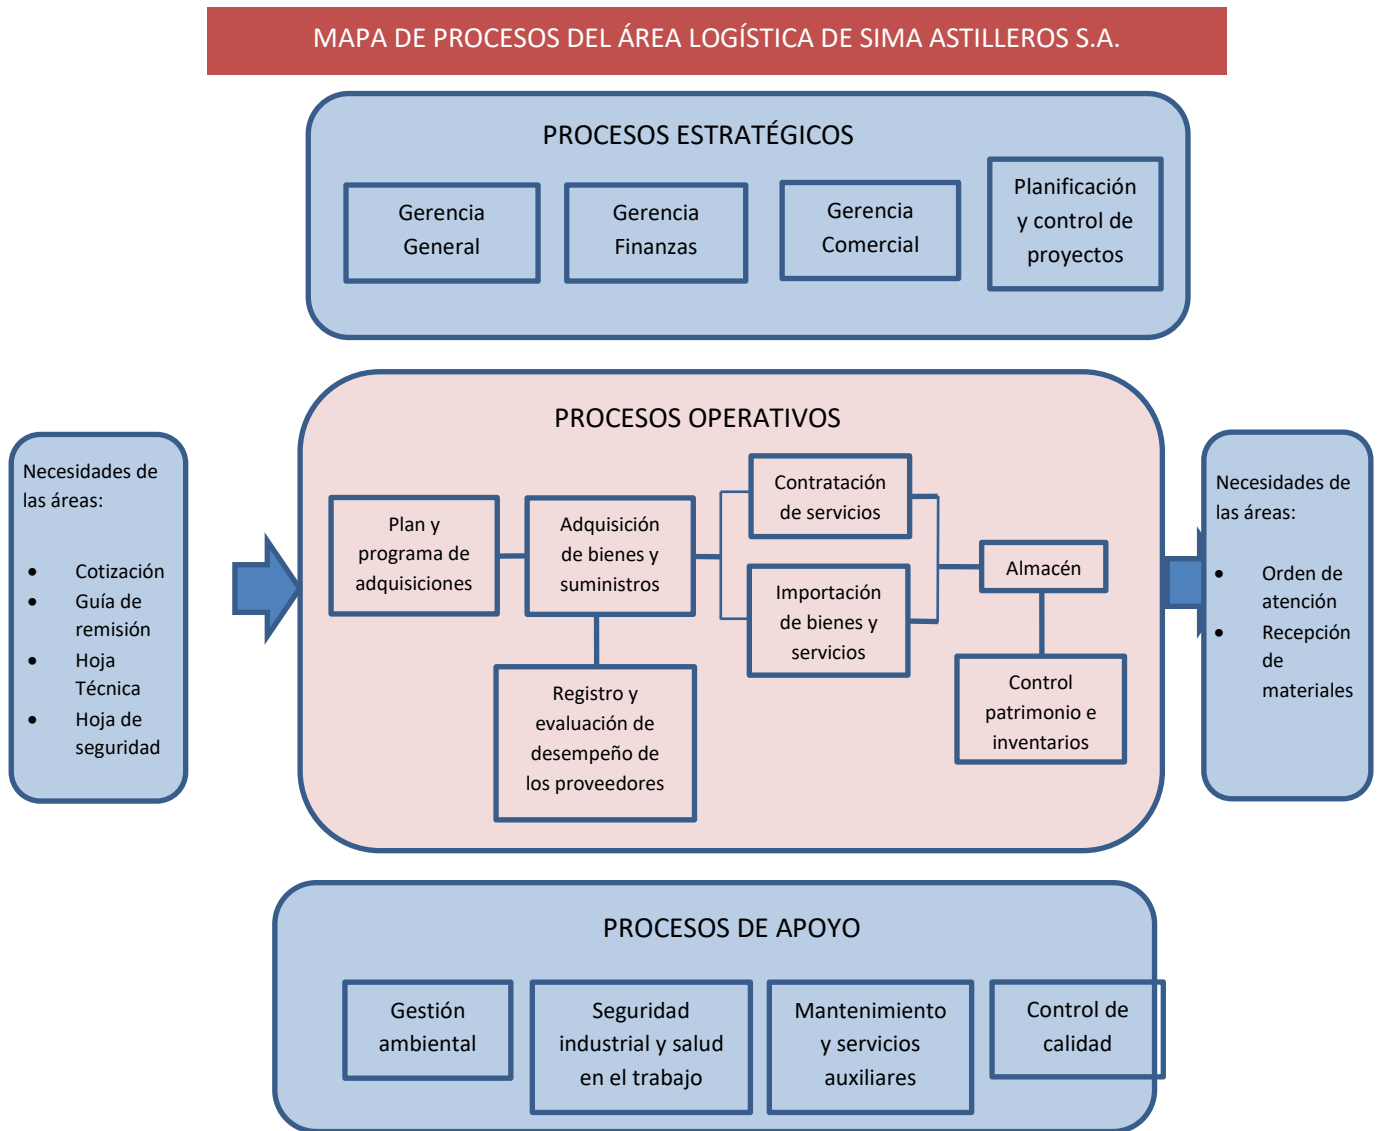 MAPA DE PROCESOS DEL ÁREA LOGÍSTICA DE SIMA ASTILLEROS S.A.
PROCESOS ESTRATÉGICOS
Gerencia
General
Gerencia
Finanzas
Gerencia
Comercial
Planificación
y control de
proyectos
Necesidades de
las áreas:
• Cotización
• Guía de
remisión
• Hoja
Técnica
• Hoja de
seguridad
PROCESOS OPERATIVOS
Plan y
programa de
adquisiciones
Adquisición
de bienes y
suministros
Registro y
evaluación de
desempeño de
los proveedores
Contratación
de servicios
Importación
de bienes y
servicios
Almacén
Control
patrimonio e
inventarios
Necesidades de
las áreas:
• Orden de
atención
• Recepción
de
materiales
PROCESOS DE APOYO
Gestión
ambiental
Seguridad
industrial y salud
en el trabajo
Mantenimiento
y servicios
auxiliares
Control de
calidad